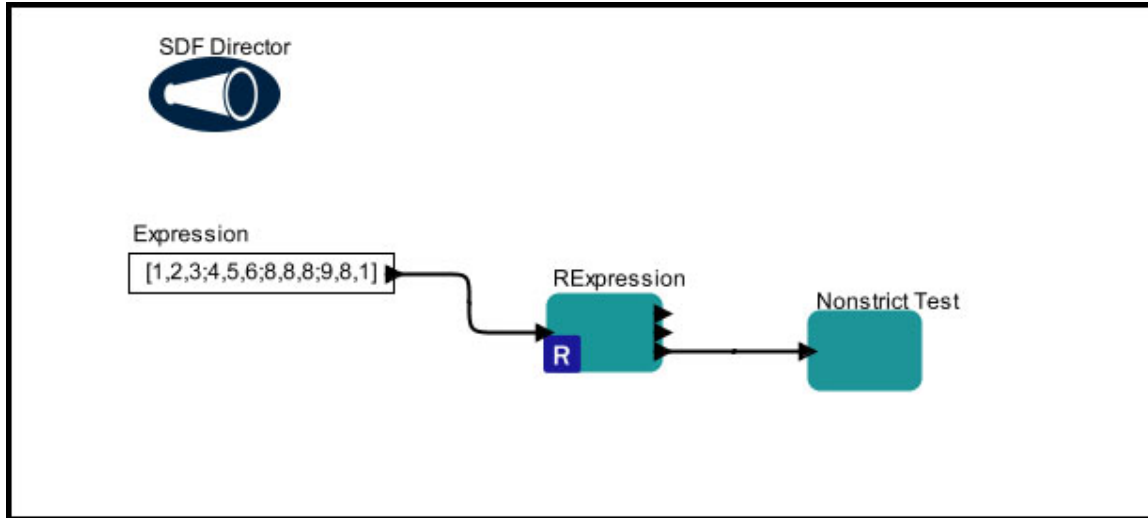 SDF Director
Expression
[1,2,3;4,5,6;8,8,8;9,8,1]
RExpression
Nonstrict Test
R